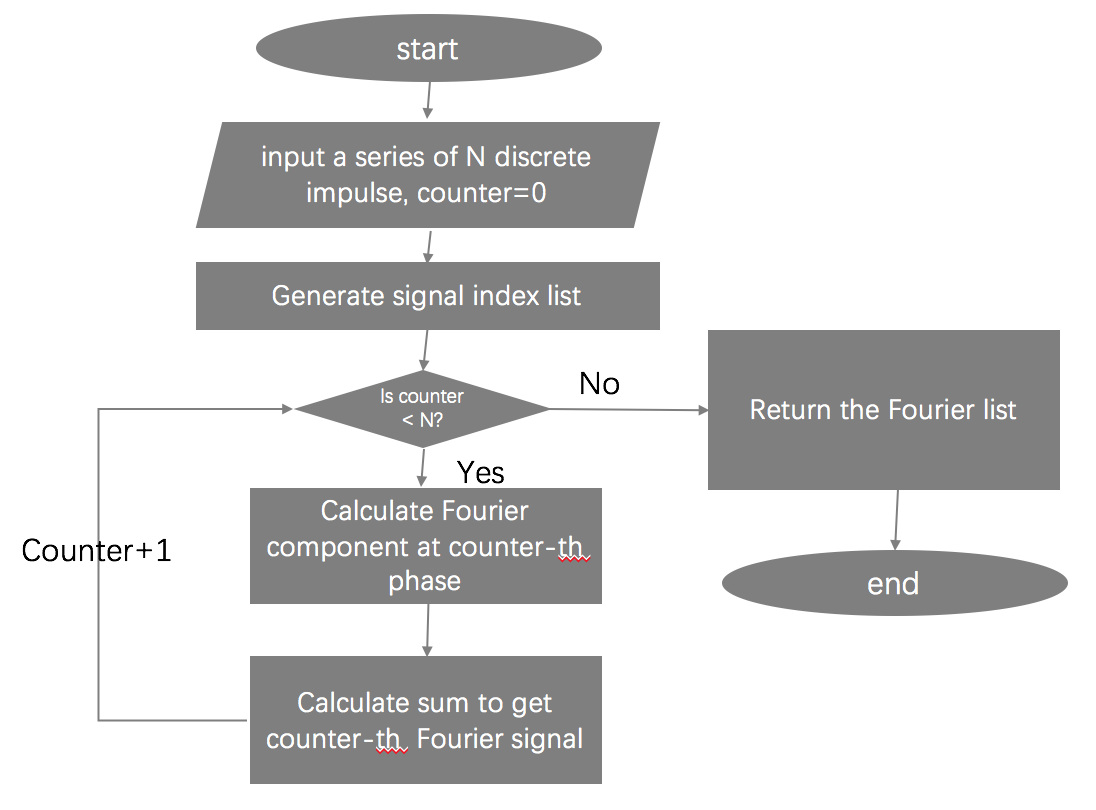 start
input a series of N discrete
impulse, counter=0
Generate signal index list
Is counter
< N?
No
Return the Fourier list
Yes
Calculate Fourier
component at counter-th
phase
Counter+1
end
Calculate sum to get
counter-th Fourier signal